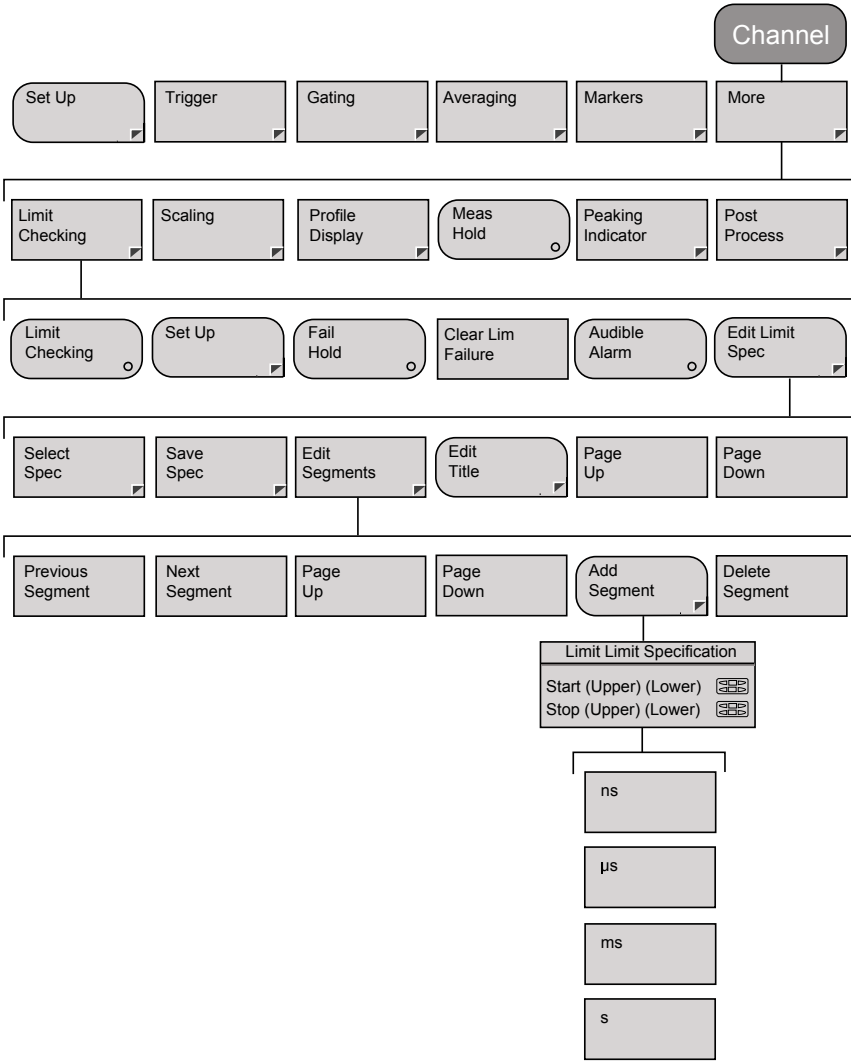 Channel
Set Up
Trigger
Gating
Averaging
Markers
More
Limit
Checking
Scaling
Profile
Display
Meas
Hold
Peaking
Indicator
Post
Process
Limit
Checking
Set Up
Fail
Hold
Clear Lim
Failure
Audible
Alarm
Edit Limit
Spec
Select
Spec
Save
Spec
Edit
Segments
Edit
Title
Page
Up
Page
Down
Previous
Segment
Next
Segment
Page
Up
Page
Down
Add
Segment
Delete
Segment
Limit Limit Specification
Start (Upper) (Lower)
Stop (Upper) (Lower)
ns
µs
ms
s